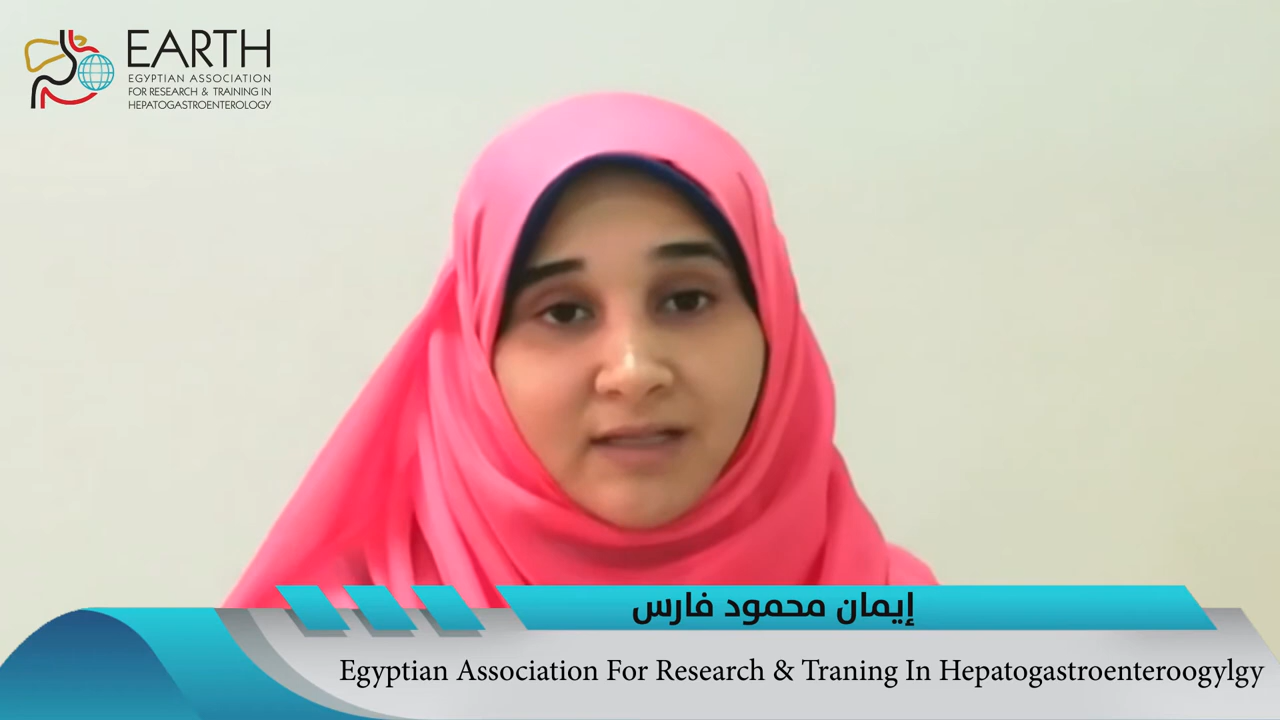 EARTH
EGYPTIAN ASSOCIATION
FOR RESEARCH & TRAINING IN
HEPATOGASTROENTEROLOGY
إيمان محمود فارس
Egyptian Association For Research & Traning In Hepatogastroenteroogylgy